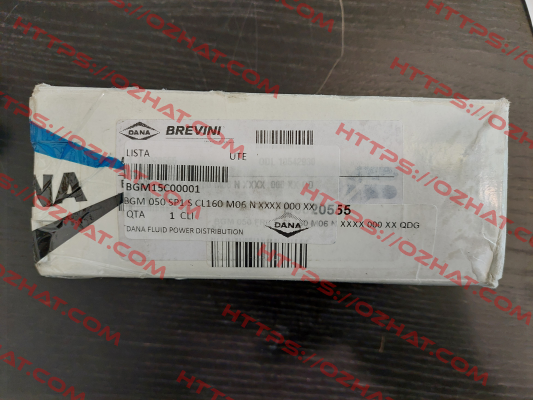 DANA BREVINI
LISTA UTE
BGM15C00001
BGM 050 SP1 S CL160 M06 N XXXX 000 XX
QTA 1 CLI
DANA
M06 N XXXX 000 XX QDG
DANA FLUID POWER DISTRIBUTION
NA
HTTPS://OZHAT.COM